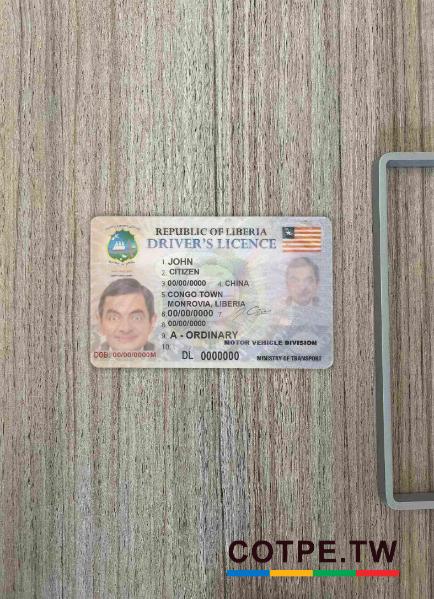 REPUBLIC OF LIBERIA
DRIVER'S LICENCE
1. JOHN
2. CITIZEN
3. 00/00/0000 4. CHINA
5. CONGO TOWN
MONROVIA, LIBERIA
6. 00/00/0000 7.
8. 00/00/0000
9. A - ORDINARY
MOTOR VEHICLE DIVISION
10.
DOB: 00/00/0000M
DL 0000000
MINISTRY OF TRANSPORT
COTPE.TW